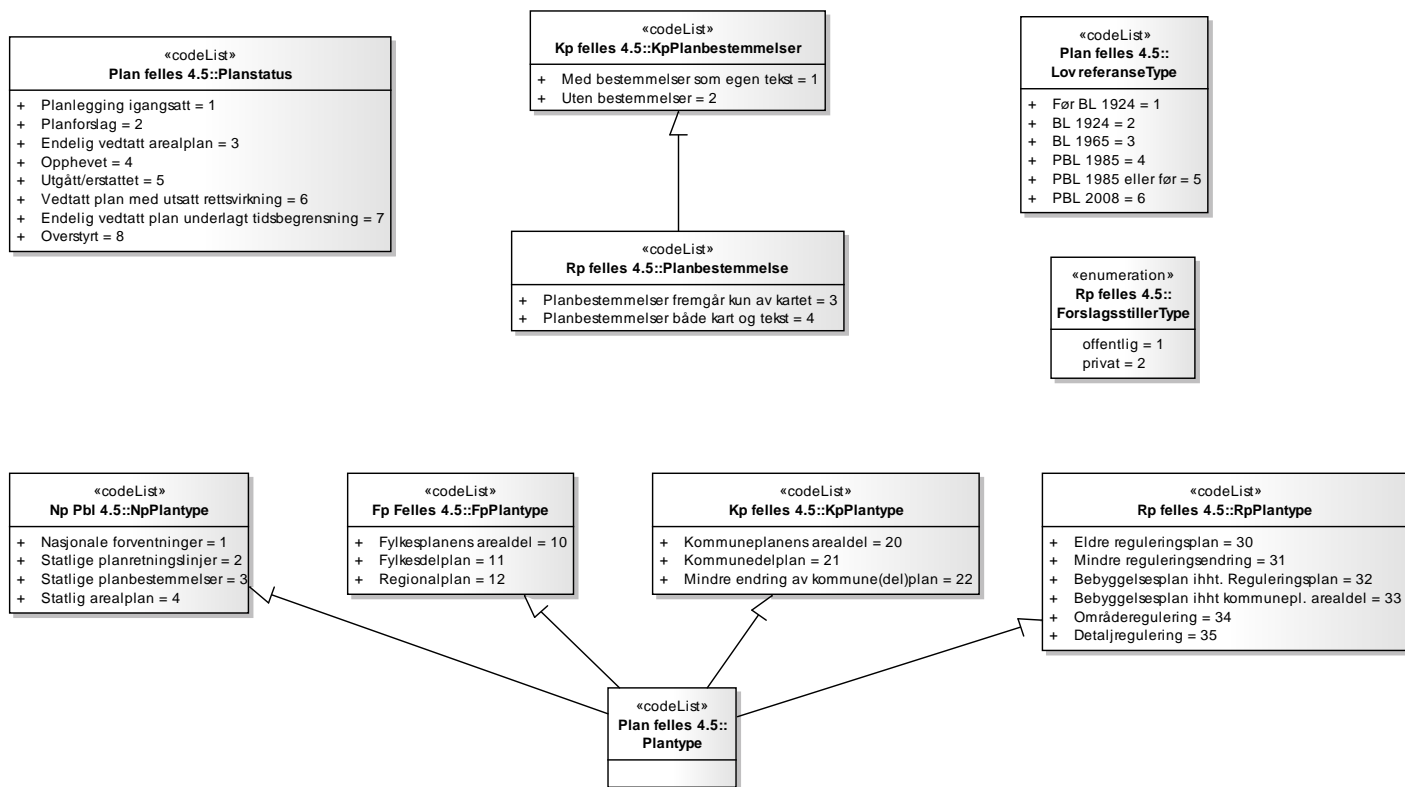 «codeList»
Plan felles 4.5::Planstatus
+ Planlegging igangsatt = 1
+ Planforslag = 2
+ Endelig vedtatt arealplan = 3
+ Opphevet = 4
+ Utgått/erstattet = 5
+ Vedtatt plan med utsatt rettsvirkning = 6
+ Endelig vedtatt plan underlagt tidsbegrensning = 7
+ Overstyrt = 8
«codeList»
Kp felles 4.5::KpPlanbestemmelser
+ Med bestemmelser som egen tekst = 1
+ Uten bestemmelser = 2
«codeList»
Plan felles 4.5::
LovreferanseType
+ Før BL 1924 = 1
+ BL 1924 = 2
+ BL 1965 = 3
+ PBL 1985 = 4
+ PBL 1985 eller før = 5
+ PBL 2008 = 6
«codeList»
Rp felles 4.5::Planbestemmelse
+ Planbestemmelser fremgår kun av kartet = 3
+ Planbestemmelser både kart og tekst = 4
«enumeration»
Rp felles 4.5::
ForslagsstillerType
offentlig = 1
privat = 2
«codeList»
Np Pbl 4.5::NpPlantype
+ Nasjonale forventninger = 1
+ Statlige planretningslinjer = 2
+ Statlige planbestemmelser = 3
+ Statlig arealplan = 4
«codeList»
Fp Felles 4.5::FpPlantype
+ Fylkesplanens arealdel = 10
+ Fylkesdelplan = 11
+ Regionalplan = 12
«codeList»
Kp felles 4.5::KpPlantype
+ Kommuneplanens arealdel = 20
+ Kommunedelplan = 21
+ Mindre endring av kommune(del)plan = 22
«codeList»
Rp felles 4.5::RpPlantype
+ Eldre reguleringsplan = 30
+ Mindre reguleringsendring = 31
+ Bebyggelsesplan ihht. Reguleringsplan = 32
+ Bebyggelsesplan ihht kommunepl. arealdel = 33
+ Områderegulering = 34
+ Detaljregulering = 35
«codeList»
Plan felles 4.5::
Plantype